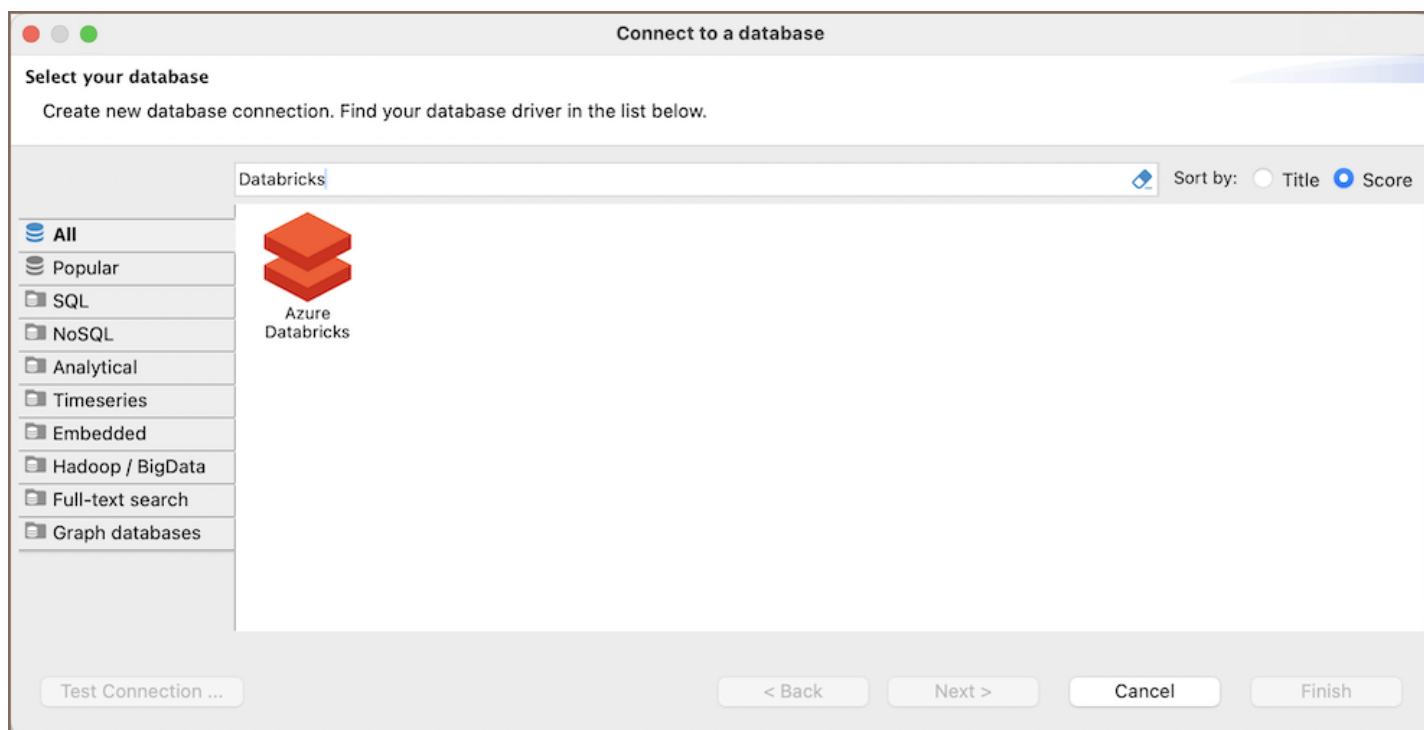 Connect to a database
Select your database
Create new database connection. Find your database driver in the list below.
Databricks
Sort by:
Title
Score
All
Popular
SQL
NoSQL
Analytical
Timeseries
Embedded
Hadoop / BigData
Full-text search
Graph databases
Azure
Databricks
Test Connection ...
< Back
Next >
Cancel
Finish